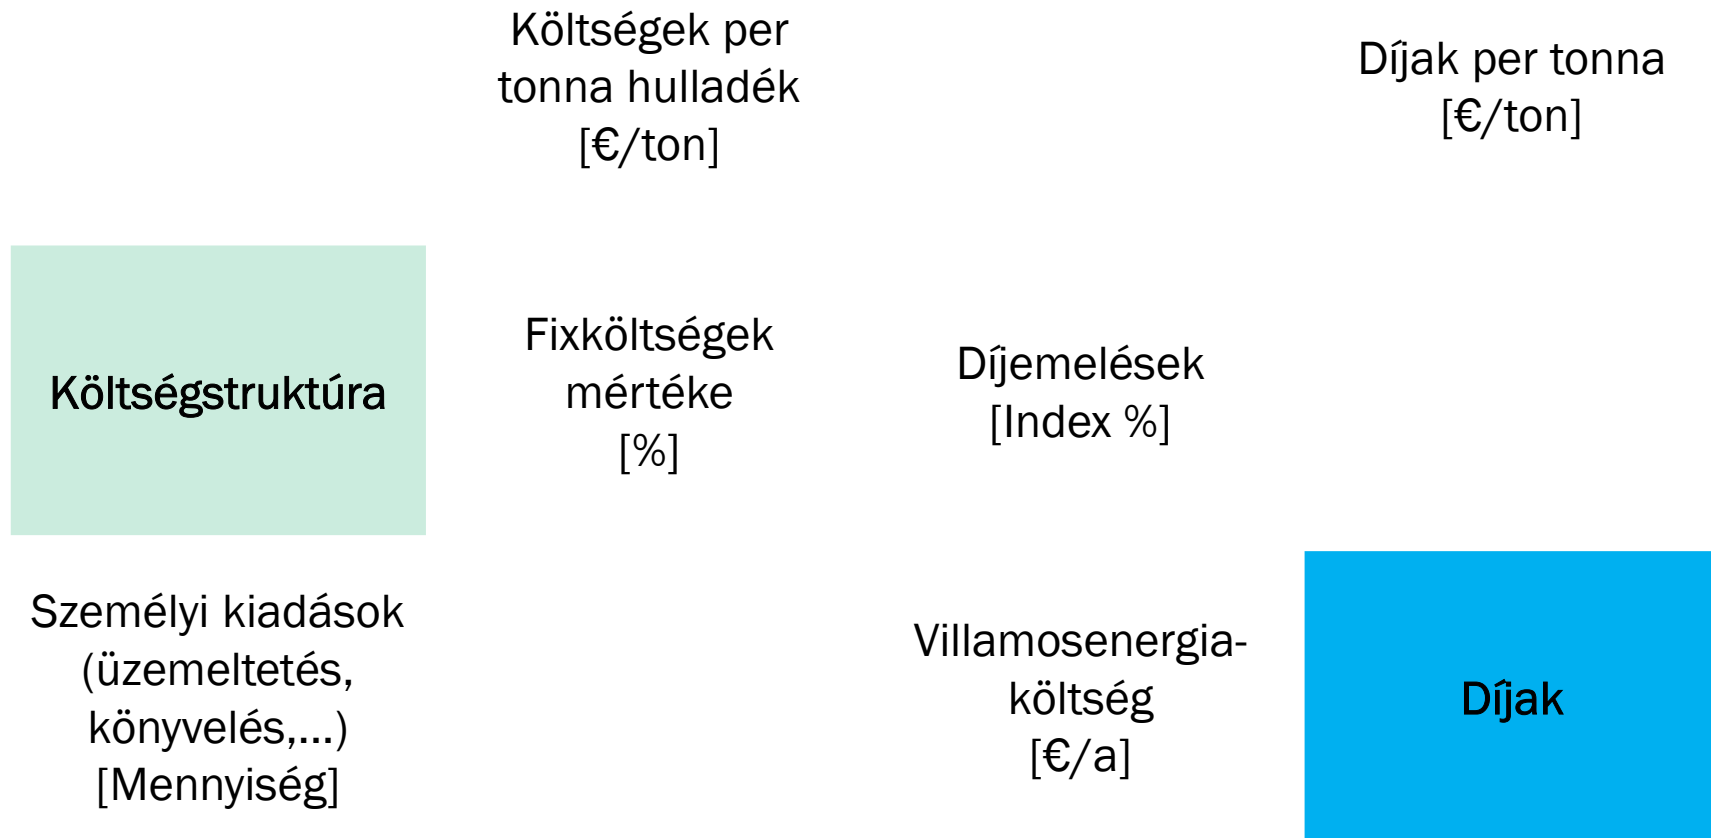 Költségek per
tonna hulladék
[€/ton]
Díjak per tonna
[€/ton]
Költségstruktúra
Fixköltségek
mértéke
[%]
Díjemelések
[Index %]
Személyi kiadások
(üzemeltetés,
könyvelés,...)
[Mennyiség]
Villamosenergia-
költség
[€/a]
Díjak